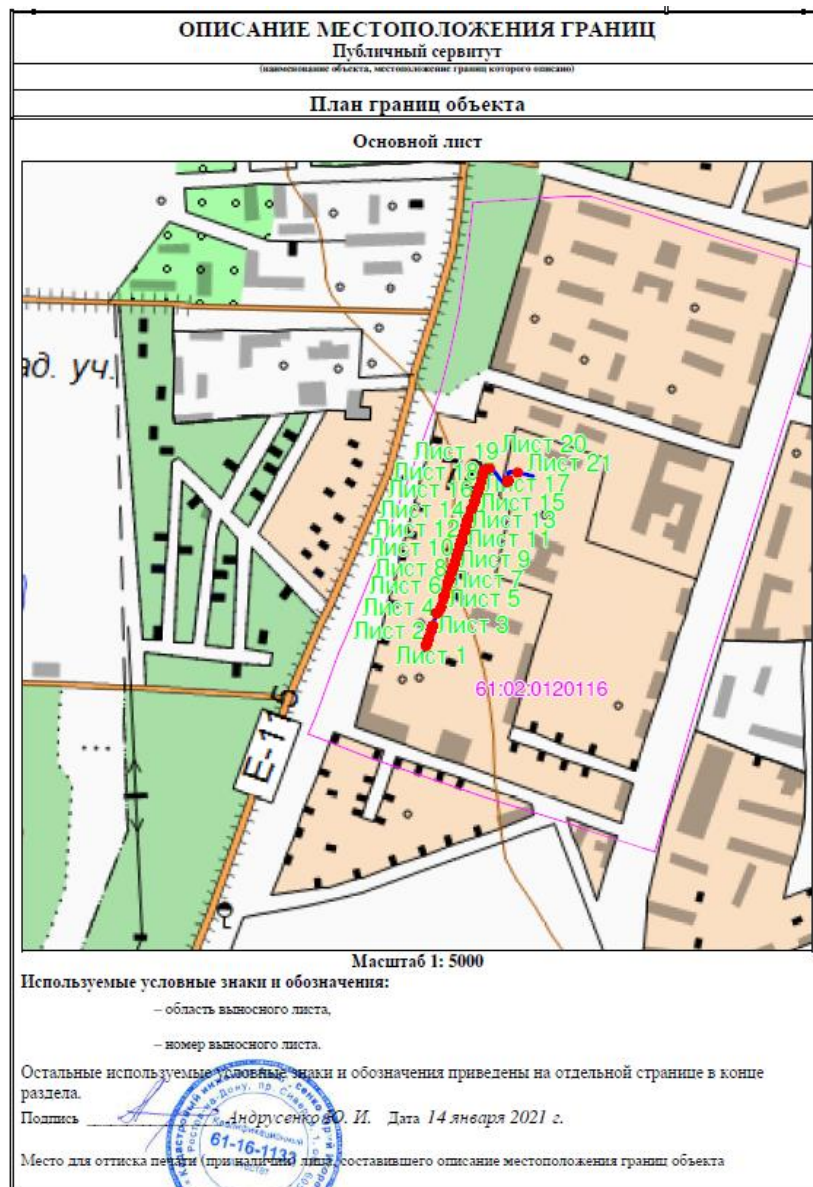 ОПИСАНИЕ МЕСТОПОЛОЖЕНИЯ ГРАНИЦ
Публичный сервитут
(наименование объекта, местоположение границ которого описано)
План границ объекта
Основной лист
ад. уч.
Лист 19
Лист 20
Лист 18
Лист 21
Лист 16
Лист 17
Лист 14
Лист 15
Лист 12
Лист 13
Лист 10
Лист 11
Лист 8
Лист 9
Лист 6
Лист 7
Лист 4
Лист 5
Лист 2
Лист 3
Лист 1
61:02:0120116
E-115
Масштаб 1: 5000
Используемые условные знаки и обозначения:
– область выносного листа,
– номер выносного листа.
Остальные используемые условные знаки и обозначения приведены на отдельной странице в конце
раздела.
Подпись Андрусенко Ю. И. Дата 14 января 2021 г.
Квалификационный
61-16-1133
Место для оттиска печати (при наличии) лица, составившего описание местоположения границ объекта